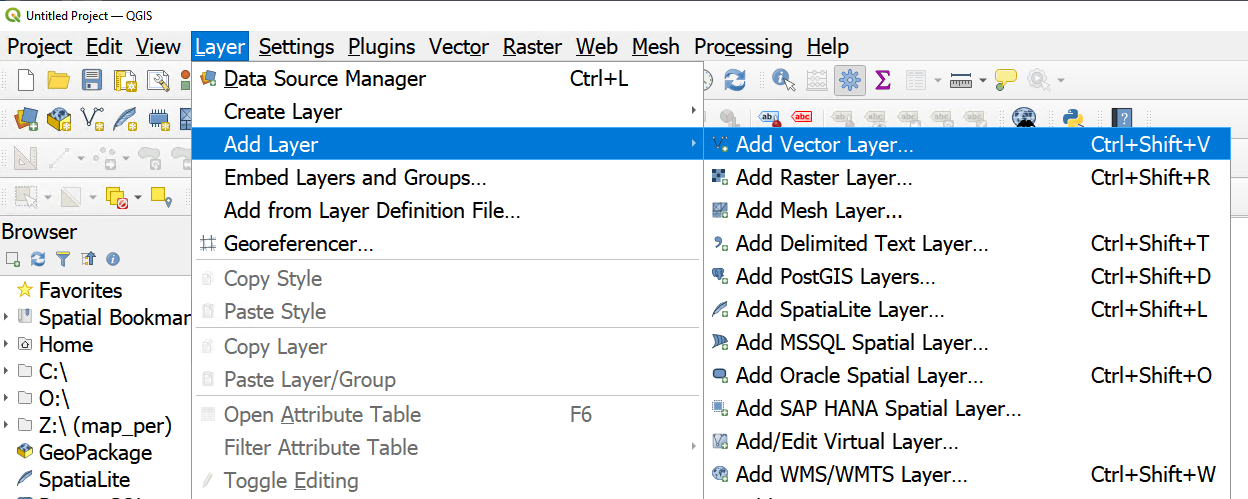 Untitled Project — QGIS
Project Edit View Layer Settings Plugins Vector Raster Web Mesh Processing Help
Data Source Manager Ctrl+L
Create Layer
Add Layer
Embed Layers and Groups...
Add from Layer Definition File...
Georeferencer...
Copy Style
Paste Style
Copy Layer
Paste Layer/Group
Open Attribute Table F6
Filter Attribute Table
Toggle Editing
Add Vector Layer... Ctrl+Shift+V
Add Raster Layer... Ctrl+Shift+R
Add Mesh Layer...
Add Delimited Text Layer... Ctrl+Shift+T
Add PostGIS Layers... Ctrl+Shift+D
Add SpatiaLite Layer... Ctrl+Shift+L
Add MSSQL Spatial Layer...
Add Oracle Spatial Layer... Ctrl+Shift+O
Add SAP HANA Spatial Layer...
Add/Edit Virtual Layer...
Add WMS/WMTS Layer... Ctrl+Shift+W
Browser
Favorites
Spatial Bookmar
Home
C:\
O:\
Z:\ (map_per)
GeoPackage
SpatiaLite